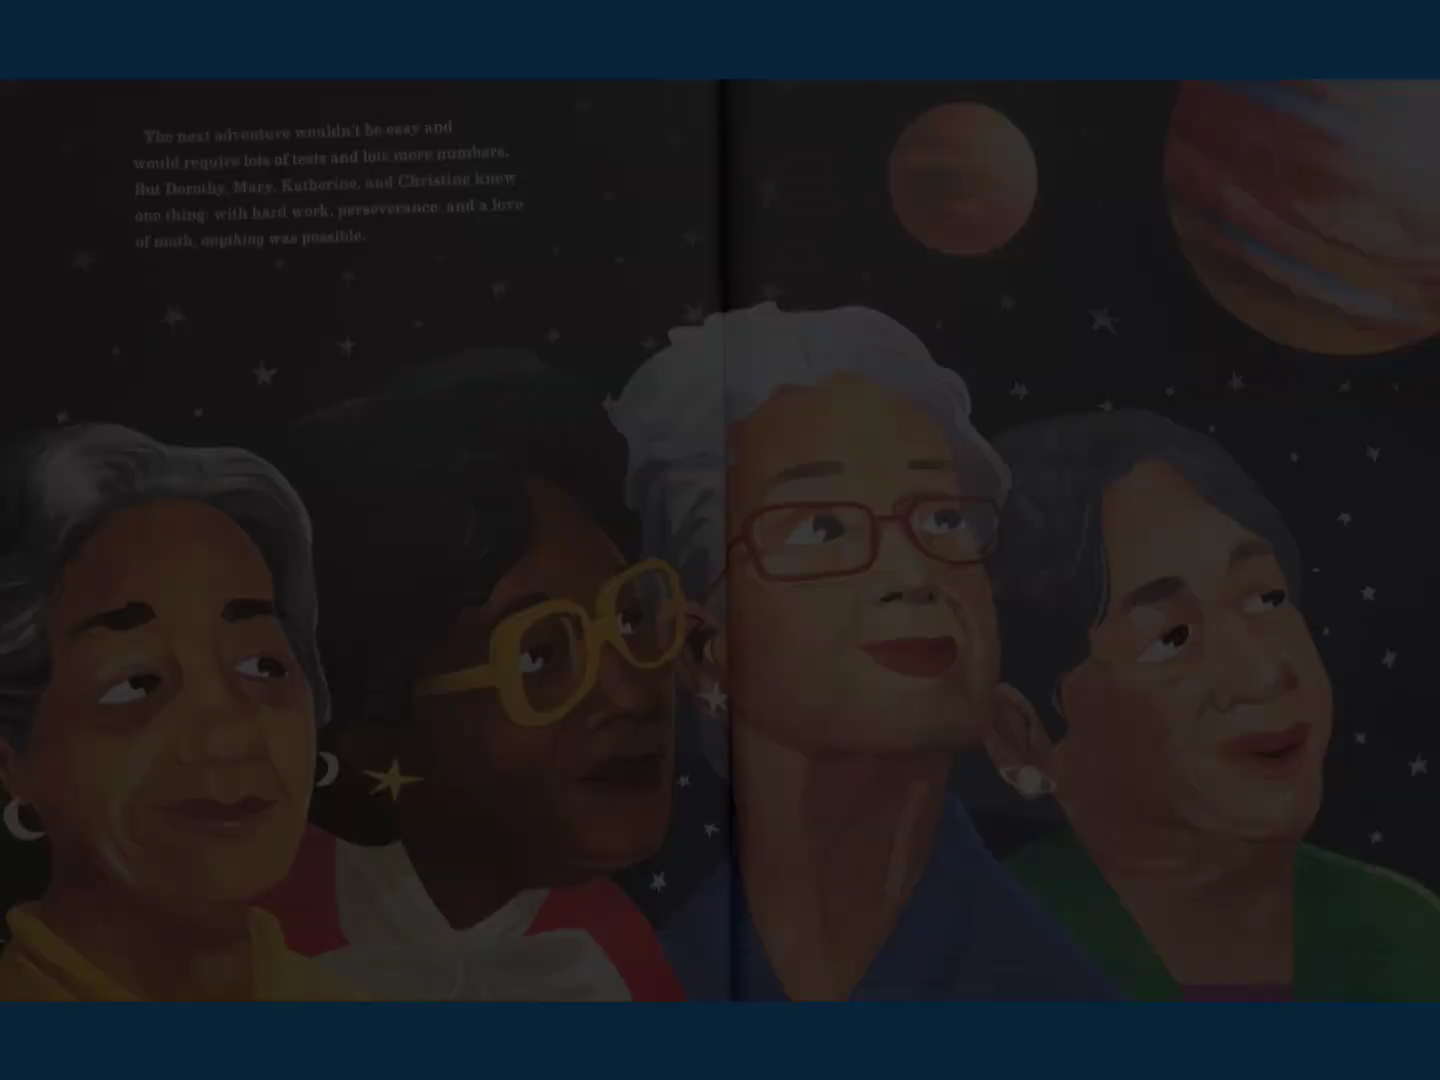 The next adventure wouldn't be easy and
would require lots of tests and lots more numbers.
But Dorothy, Mary, Katherine, and Christine knew
one thing: with hard work, perseverance, and a love
of math, anything was possible.